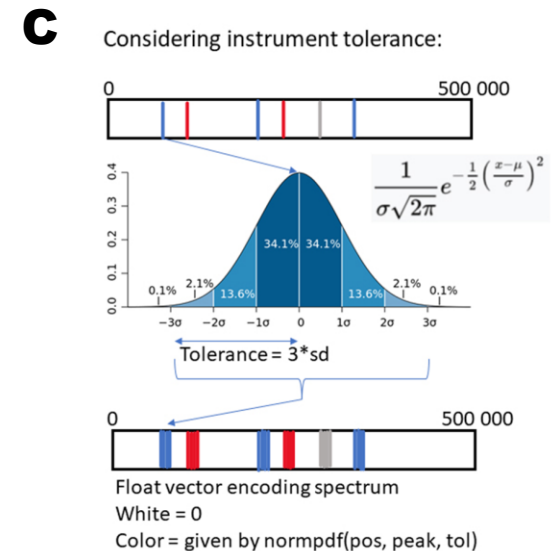 C
Considering instrument tolerance:
0 500 000
1/(σ√2π) e^(-1/2((x-μ)/σ)^2)
0.4
0.3
0.2
0.1
0.0
34.1% 34.1%
0.1% 2.1% 13.6% 13.6% 2.1% 0.1%
−3σ −2σ −1σ 0 1σ 2σ 3σ
Tolerance = 3*sd
0 500 000
Float vector encoding spectrum
White = 0
Color = given by normpdf(pos, peak, tol)